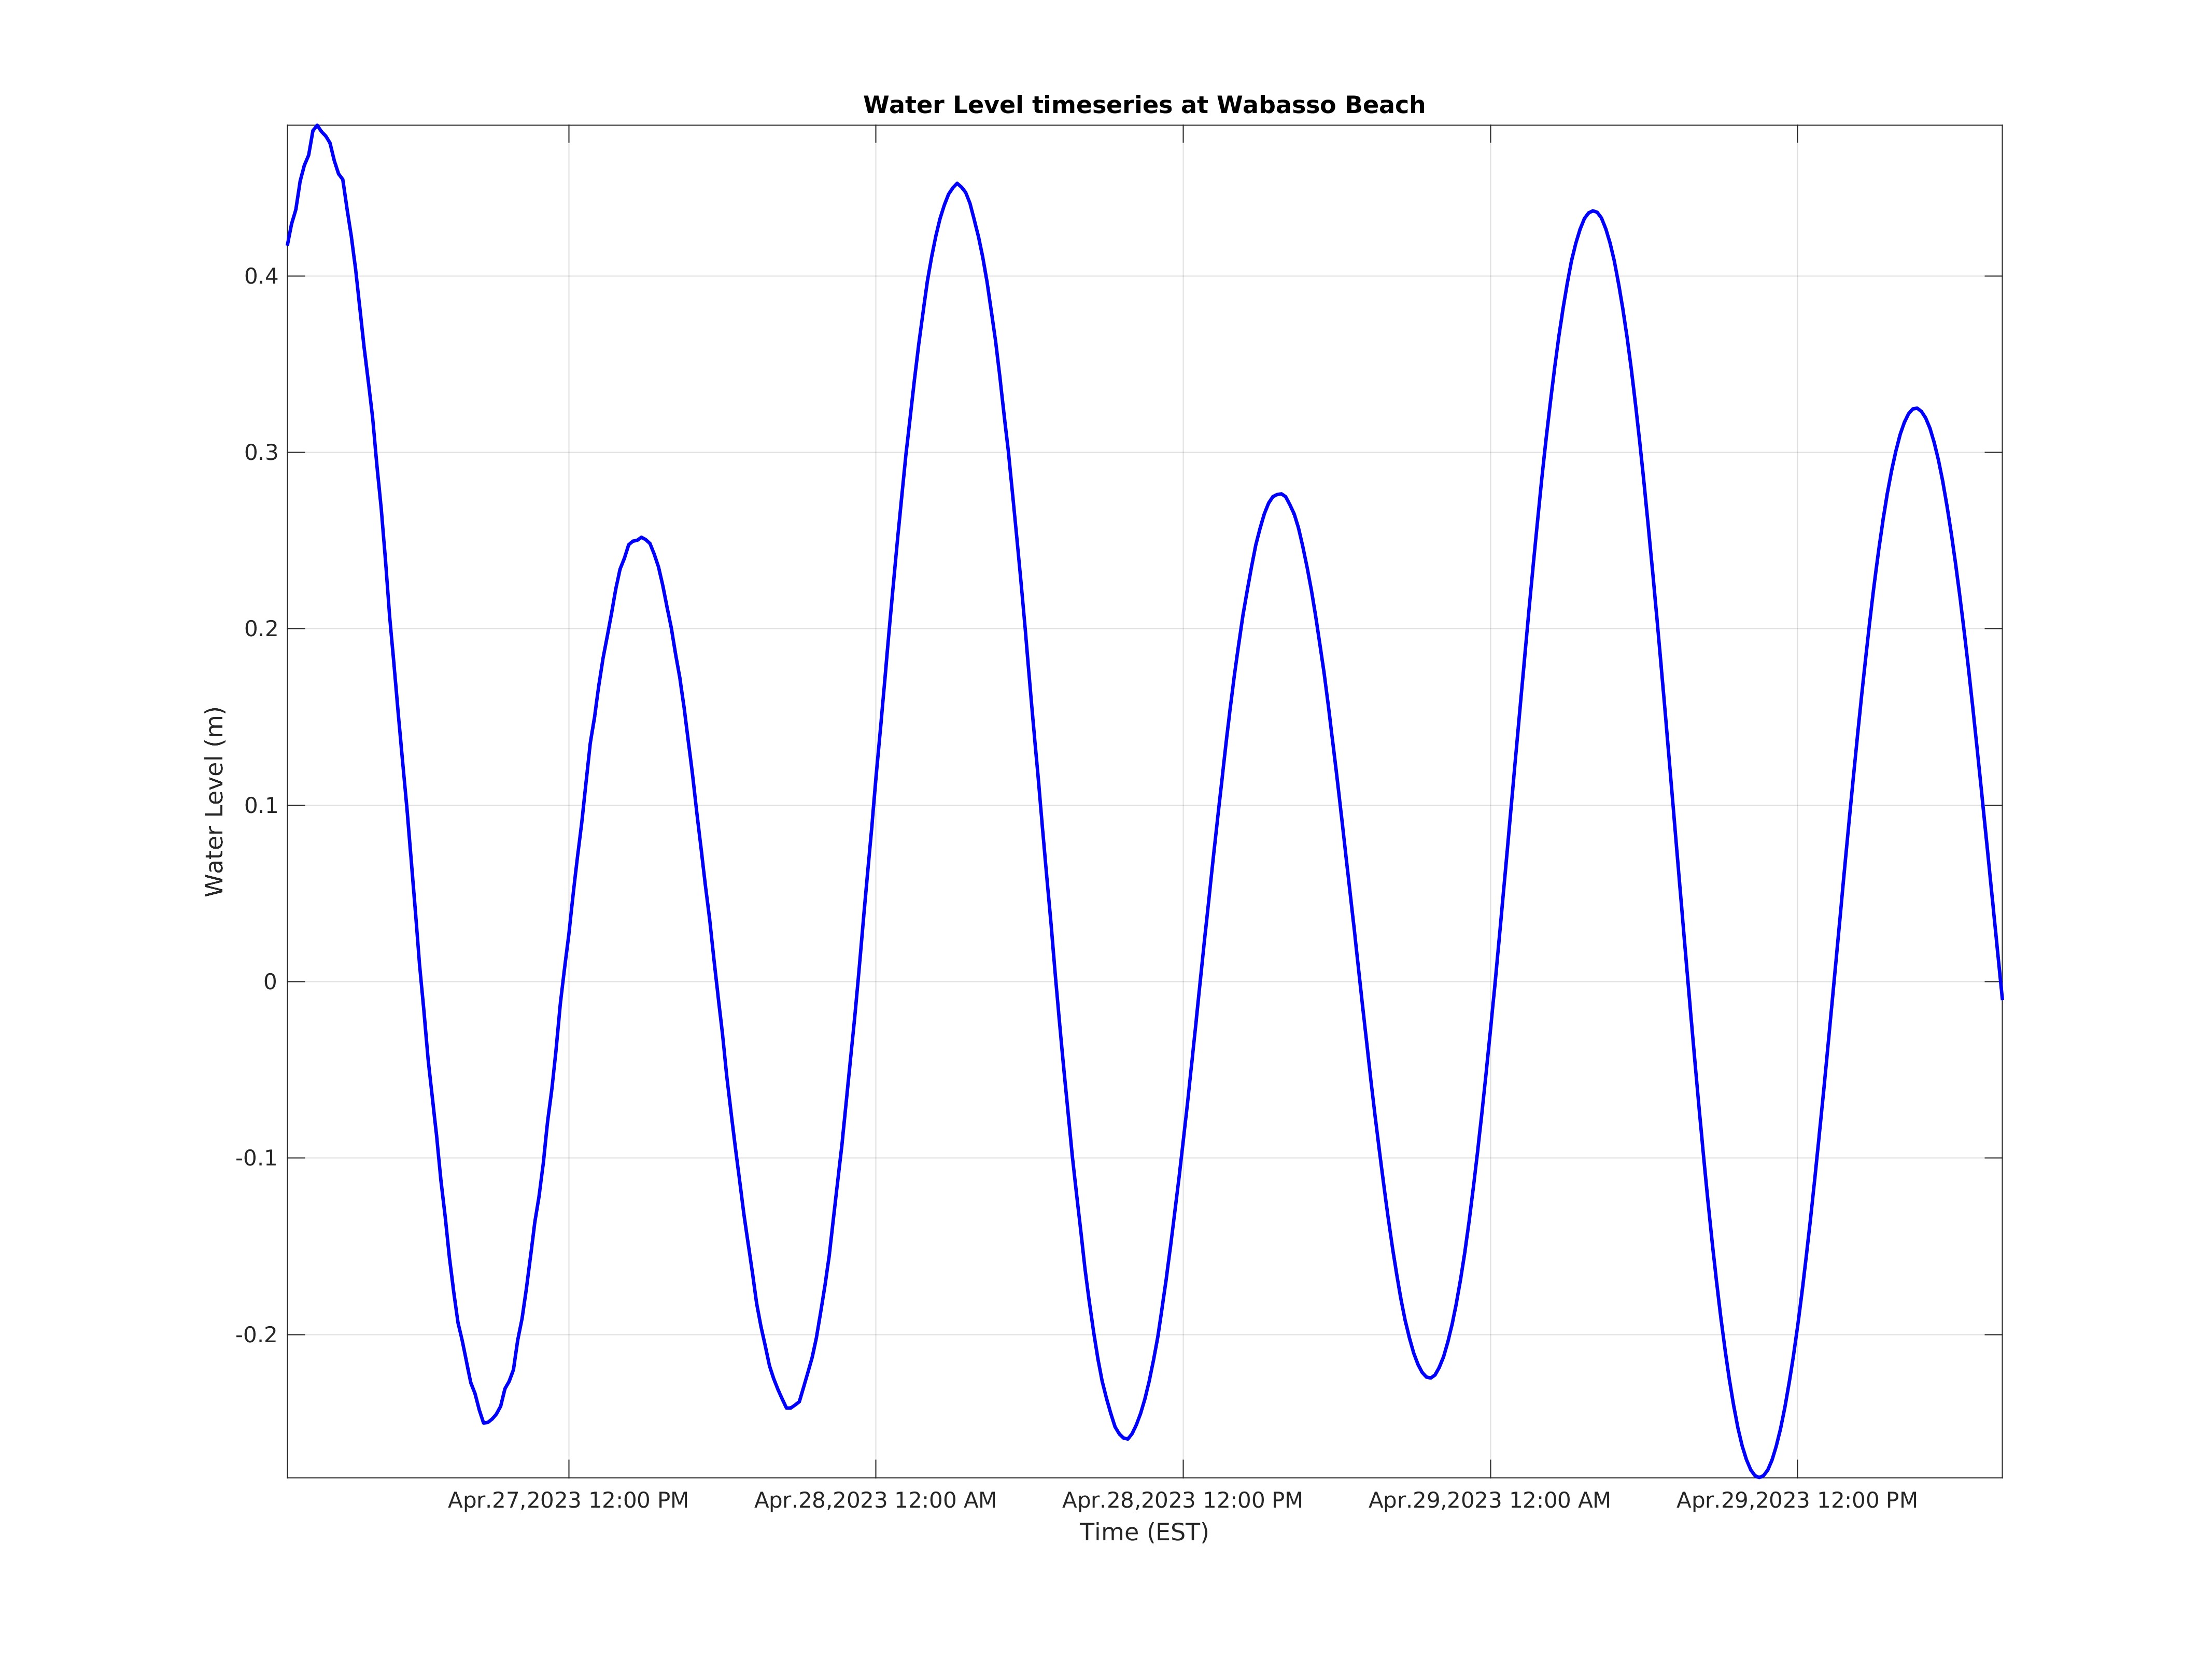 Water Level timeseries at Wabasso Beach
0.4
0.3
0.2
0.1
0
-0.1
-0.2
Water Level (m)
Apr.27,2023 12:00 PM
Apr.28,2023 12:00 AM
Apr.28,2023 12:00 PM
Apr.29,2023 12:00 AM
Apr.29,2023 12:00 PM
Time (EST)